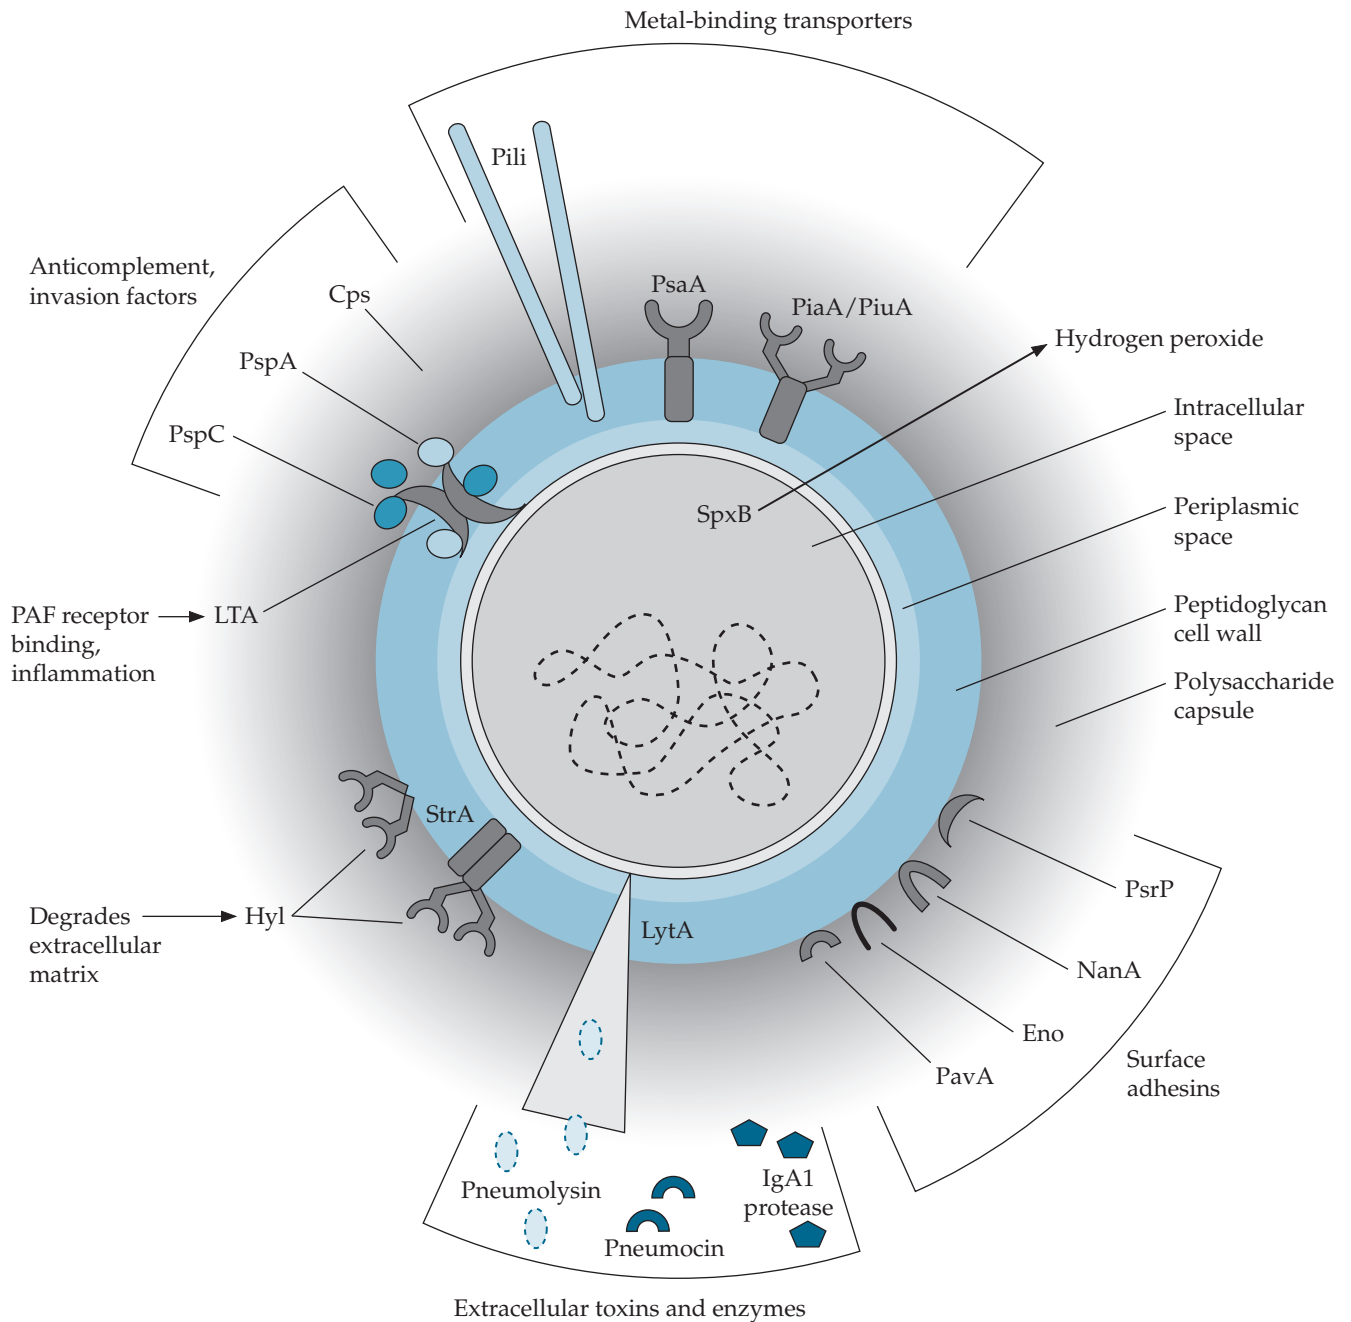 Metal-binding transporters
Pili
Anticomplement,
invasion factors
Cps
PsaA
PiaA/PiuA
PspA
Hydrogen peroxide
PspC
Intracellular
space
SpxB
Periplasmic
space
PAF receptor
binding,
inflammation
LTA
Peptidoglycan
cell wall
Polysaccharide
capsule
StrA
PsrP
Degrades
extracellular
matrix
Hyl
LytA
NanA
Eno
PavA
Surface
adhesins
Pneumolysin
IgA1
protease
Pneumocin
Extracellular toxins and enzymes